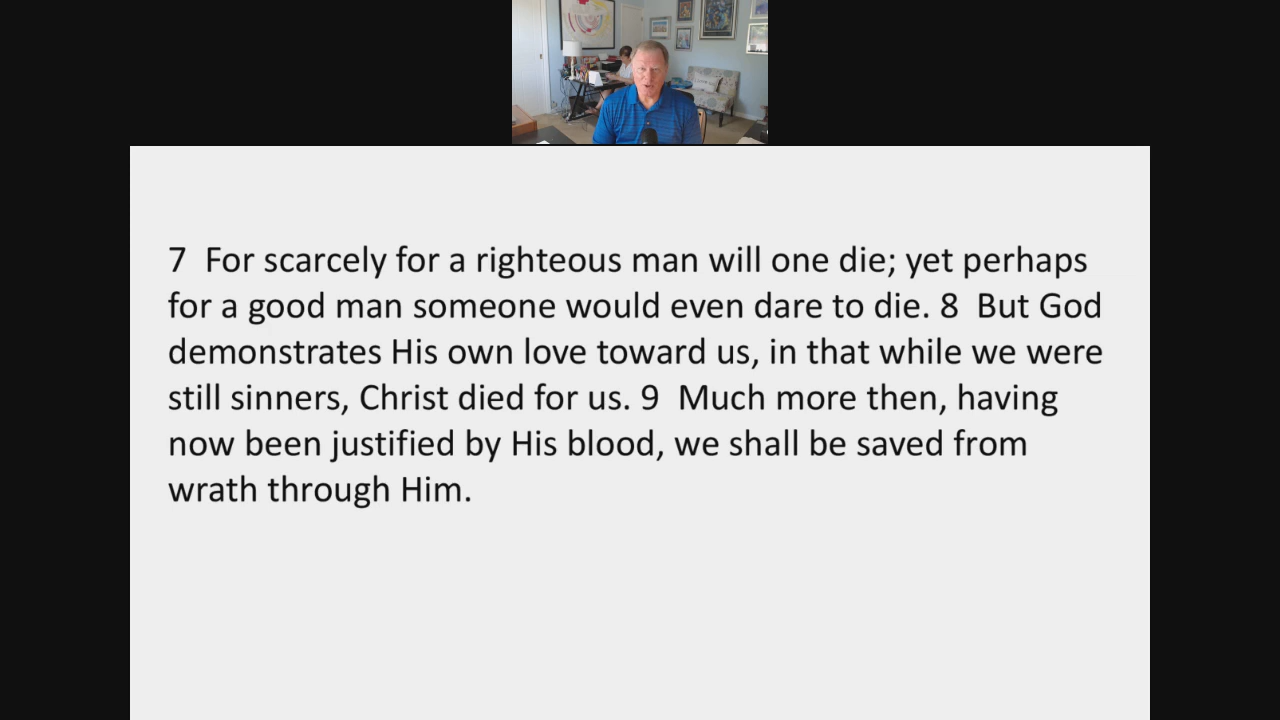 7  For scarcely for a righteous man will one die; yet perhaps
for a good man someone would even dare to die. 8  But God
demonstrates His own love toward us, in that while we were
still sinners, Christ died for us. 9  Much more then, having
now been justified by His blood, we shall be saved from
wrath through Him.